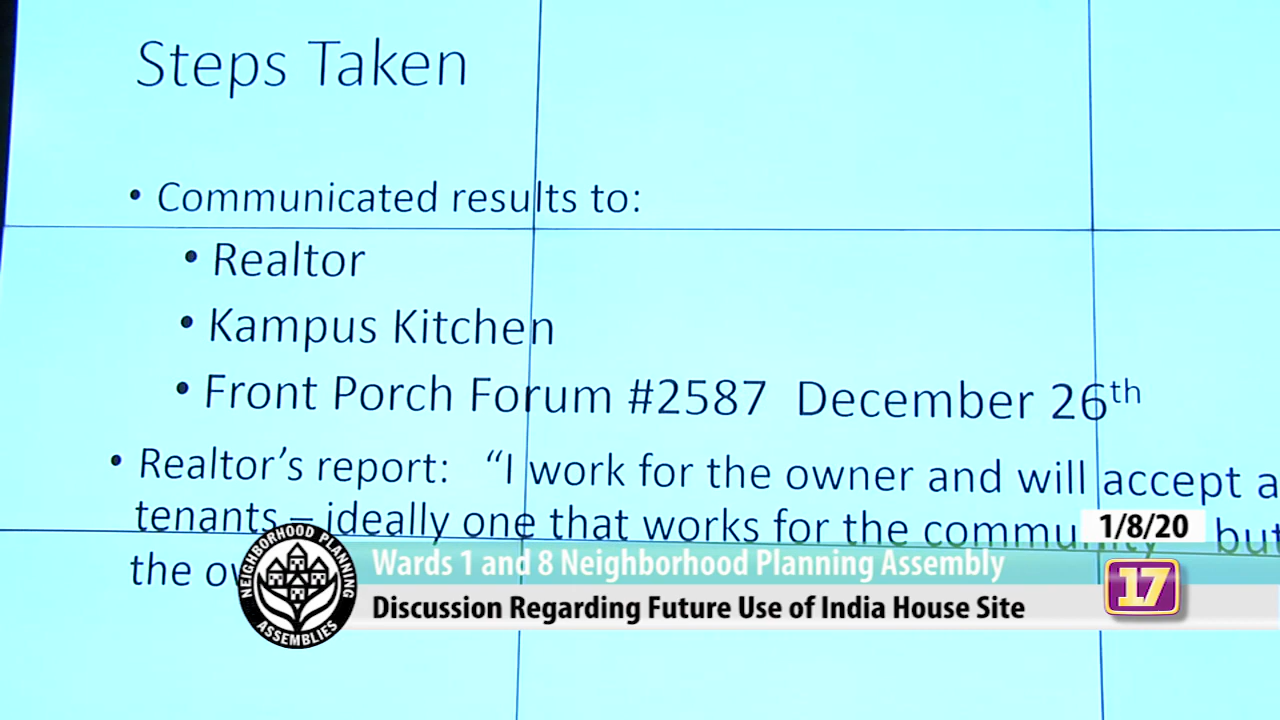 Steps Taken
• Communicated results to:
• Realtor
• Kampus Kitchen
• Front Porch Forum #2587 December 26th
• Realtor's report: "I work for the owner and will accept a
tenants – ideally one that works for the community but
the
1/8/20
NEIGHBORHOOD PLANNING
ASSEMBLIES
Wards 1 and 8 Neighborhood Planning Assembly
17
Discussion Regarding Future Use of India House Site